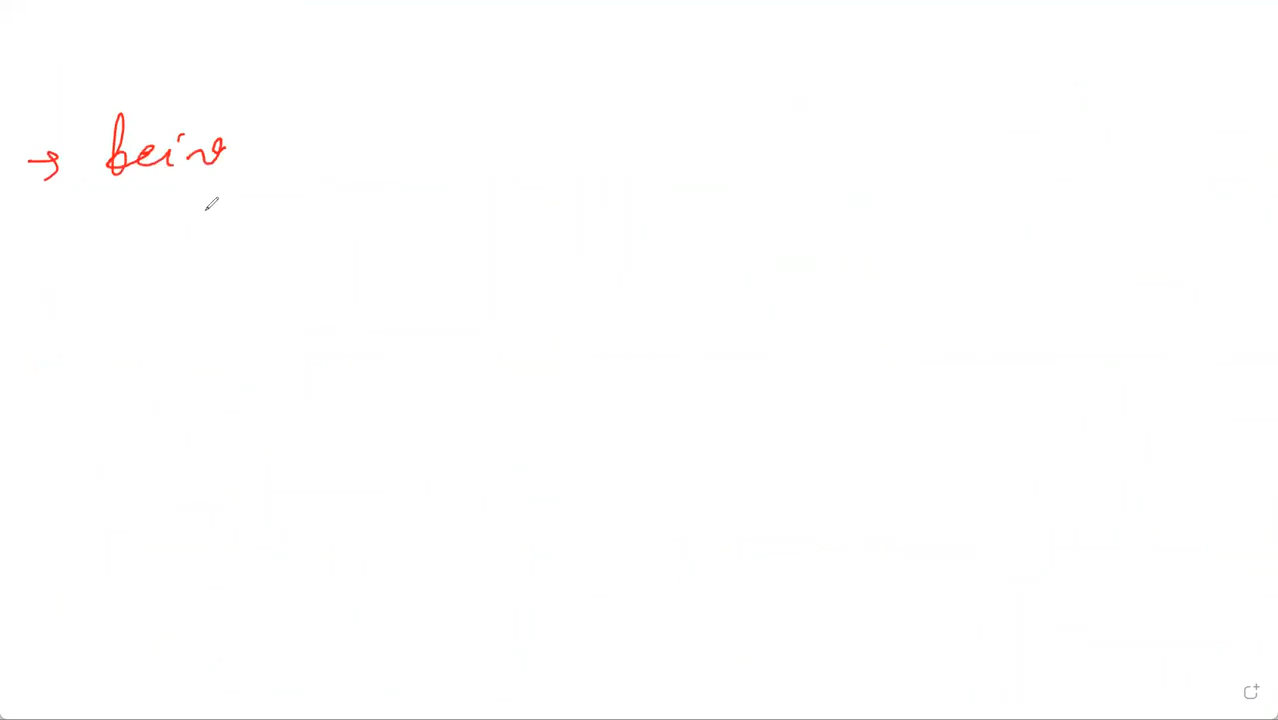 → being